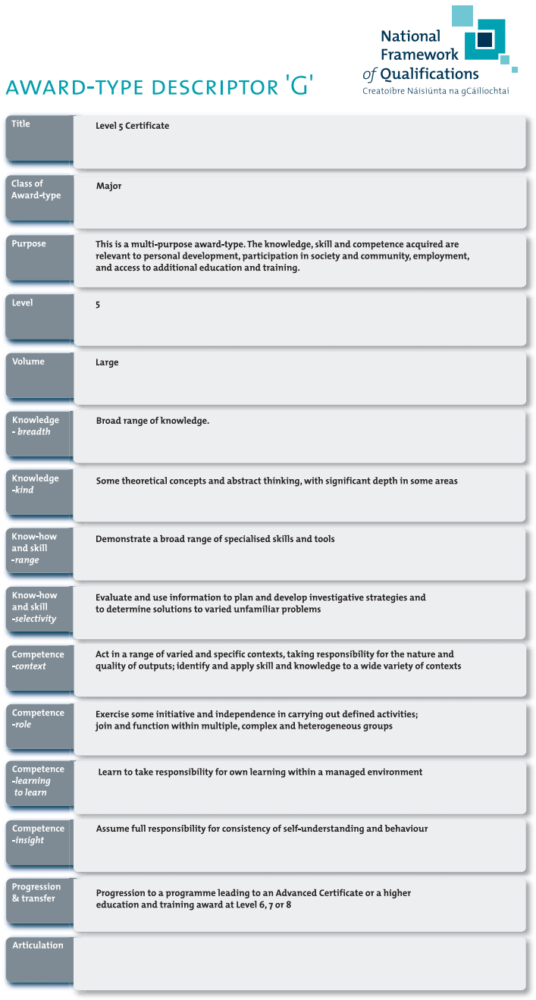 National
Framework
of Qualifications
Creatoibre Náisiúnta na gCáilíochtaí
AWARD-TYPE DESCRIPTOR 'G'
Title
Level 5 Certificate
Class of
Award-type
Major
Purpose
This is a multi-purpose award-type. The knowledge, skill and competence acquired are
relevant to personal development, participation in society and community, employment,
and access to additional education and training.
Level
5
Volume
Large
Knowledge
- breadth
Broad range of knowledge.
Knowledge
-kind
Some theoretical concepts and abstract thinking, with significant depth in some areas
Know-how
and skill
-range
Demonstrate a broad range of specialised skills and tools
Know-how
and skill
-selectivity
Evaluate and use information to plan and develop investigative strategies and
to determine solutions to varied unfamiliar problems
Competence
-context
Act in a range of varied and specific contexts, taking responsibility for the nature and
quality of outputs; identify and apply skill and knowledge to a wide variety of contexts
Competence
-role
Exercise some initiative and independence in carrying out defined activities;
join and function within multiple, complex and heterogeneous groups
Competence
-learning
to learn
Learn to take responsibility for own learning within a managed environment
Competence
-insight
Assume full responsibility for consistency of self-understanding and behaviour
Progression
& transfer
Progression to a programme leading to an Advanced Certificate or a higher
education and training award at Level 6, 7 or 8
Articulation